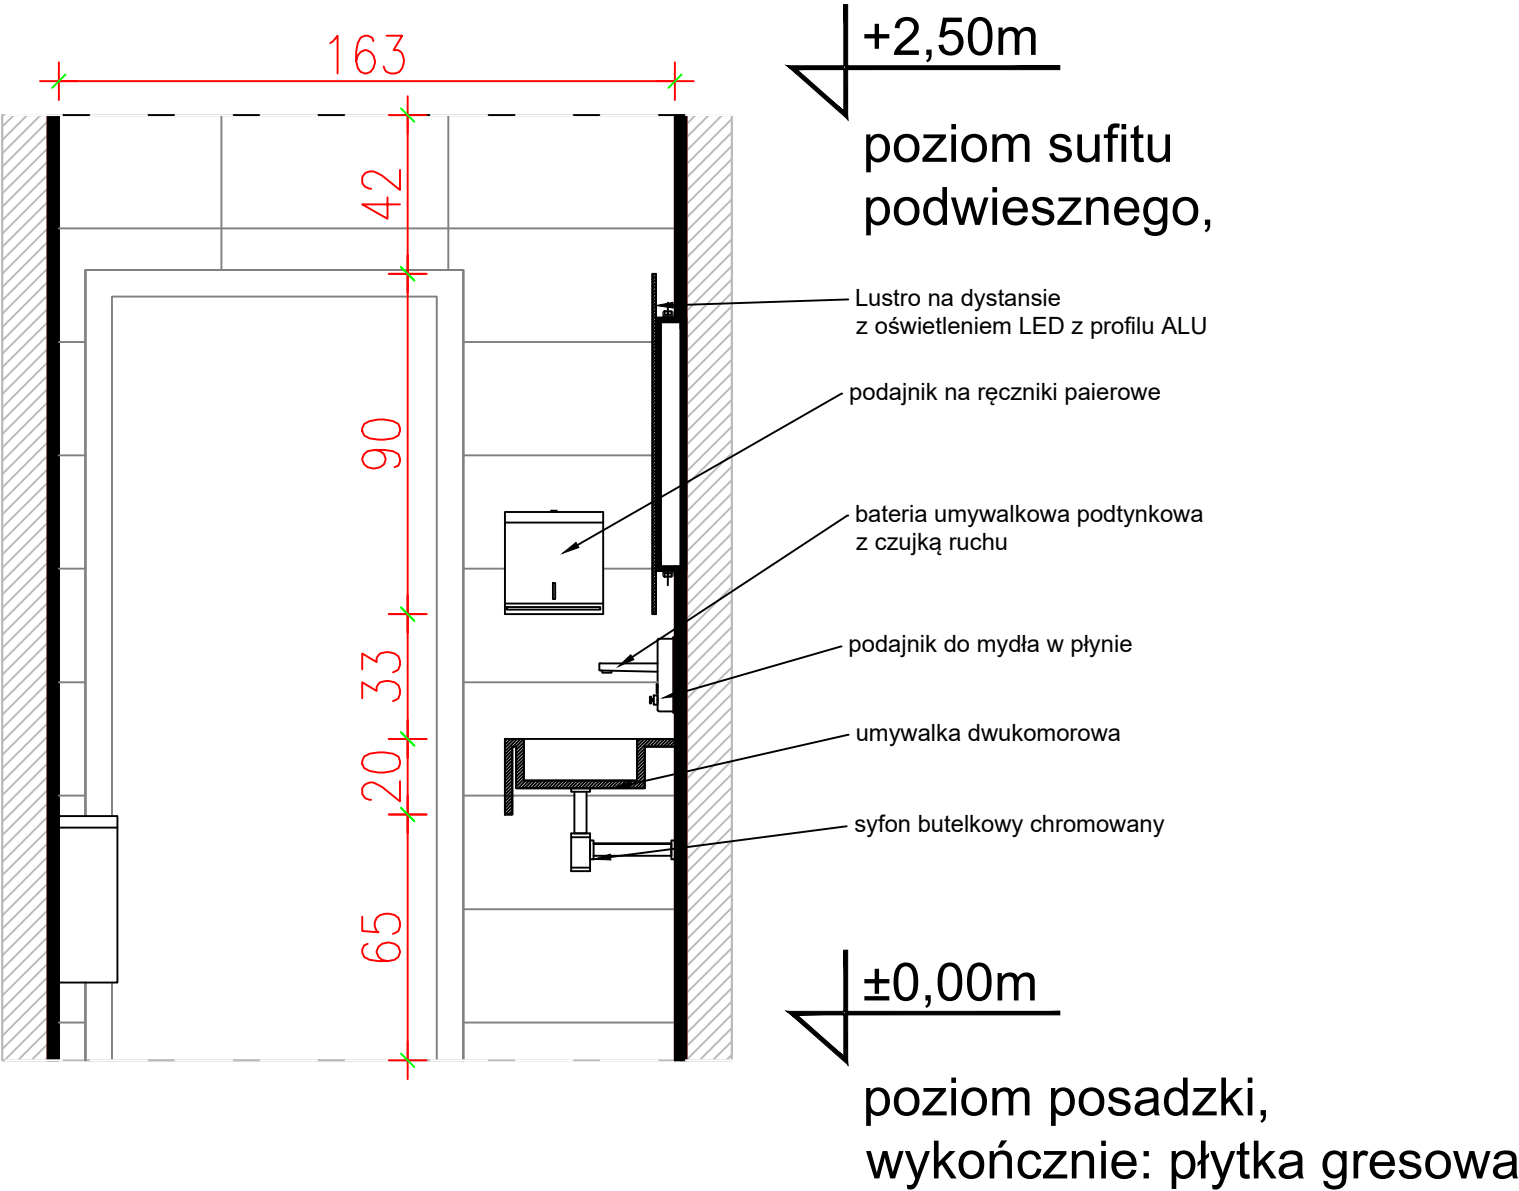 163
+2,50m
poziom sufitu
podwiesznego,
42
Lustro na dystansie
z oświetleniem LED z profilu ALU
podajnik na ręczniki paierowe
90
bateria umywalkowa podtynkowa
z czujką ruchu
podajnik do mydła w płynie
33
umywalka dwukomorowa
20
syfon butelkowy chromowany
65
±0,00m
poziom posadzki,
wykończnie: płytka gresowa